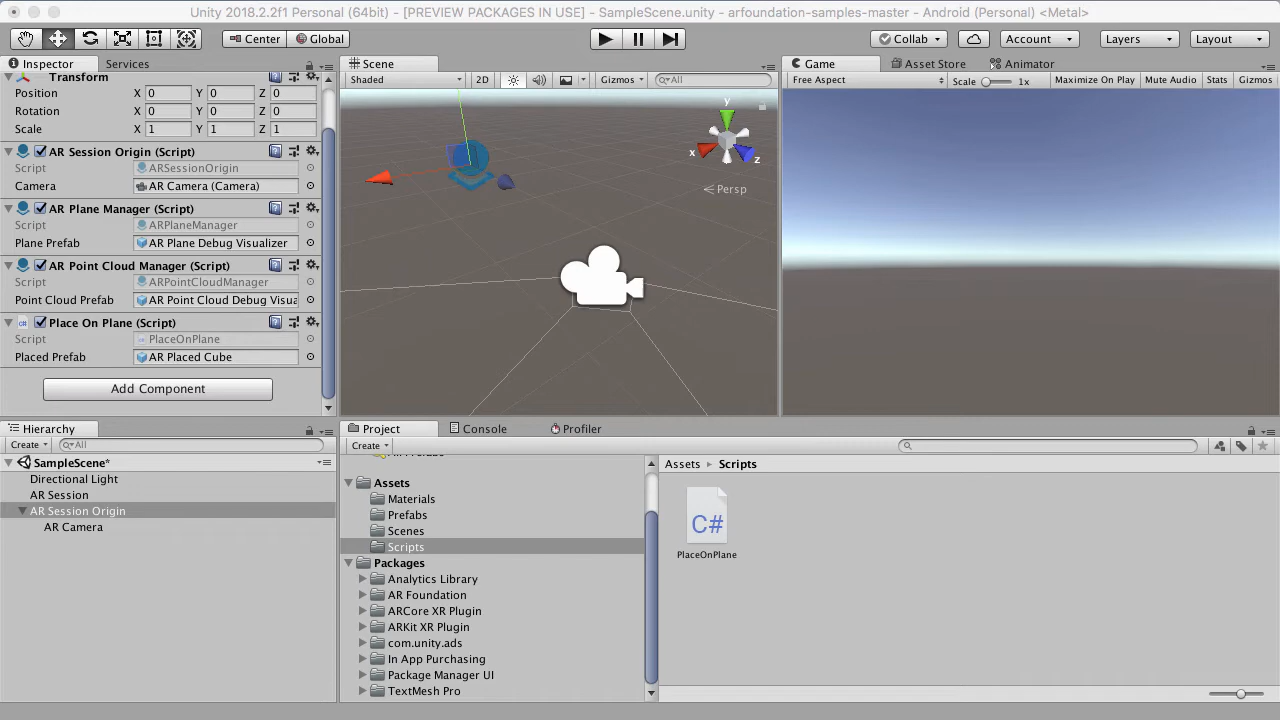 Unity 2018.2.2f1 Personal (64bit) - [PREVIEW PACKAGES IN USE] - SampleScene.unity - arfoundation-samples-master - Android (Personal) <Metal>
Center Global Collab Account Layers Layout
Inspector Services
Transform
Position X 0 Y 0 Z 0
Rotation X 0 Y 0 Z 0
Scale X 1 Y 1 Z 1
AR Session Origin (Script)
Script ARSessionOrigin
Camera AR Camera (Camera)
AR Plane Manager (Script)
Script ARPlaneManager
Plane Prefab AR Plane Debug Visualizer
AR Point Cloud Manager (Script)
Script ARPointCloudManager
Point Cloud Prefab AR Point Cloud Debug Visua
Place On Plane (Script)
Script PlaceOnPlane
Placed Prefab AR Placed Cube
Add Component
Scene
Shaded 2D Gizmos All
y
x z
Persp
Game Asset Store Animator
Free Aspect Scale 1x Maximize On Play Mute Audio Stats Gizmos
Hierarchy
Create All
SampleScene*
Directional Light
AR Session
AR Session Origin
AR Camera
Project Console Profiler
Create
Assets
Materials
Prefabs
Scenes
Scripts
Packages
Analytics Library
AR Foundation
ARCore XR Plugin
ARKit XR Plugin
com.unity.ads
In App Purchasing
Package Manager UI
TextMesh Pro
Assets Scripts
C#
PlaceOnPlane